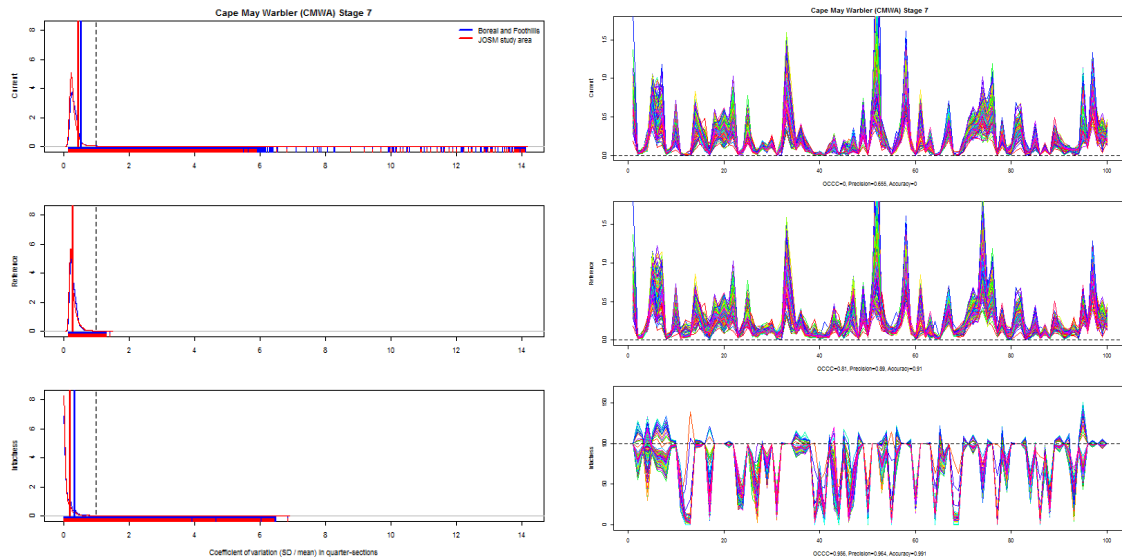 Cape May Warbler (CMWA) Stage 7
Boreal and Foothills
JOSM study area
Current
0 2 4 6 8
0 2 4 6 8 10 12 14
Reference
0 2 4 6 8
0 2 4 6 8 10 12 14
Intactness
0 2 4 6 8
0 2 4 6 8 10 12 14
Coefficient of variation (SD / mean) in quarter-sections
Cape May Warbler (CMWA) Stage 7
Current
0.0 0.5 1.0 1.5
0 20 40 60 80 100
OCCC=0, Precision=0.655, Accuracy=0
Reference
0.0 0.5 1.0 1.5
0 20 40 60 80 100
OCCC=0.81, Precision=0.89, Accuracy=0.91
Intactness
0 50 100 150
0 20 40 60 80 100
OCCC=0.956, Precision=0.964, Accuracy=0.991